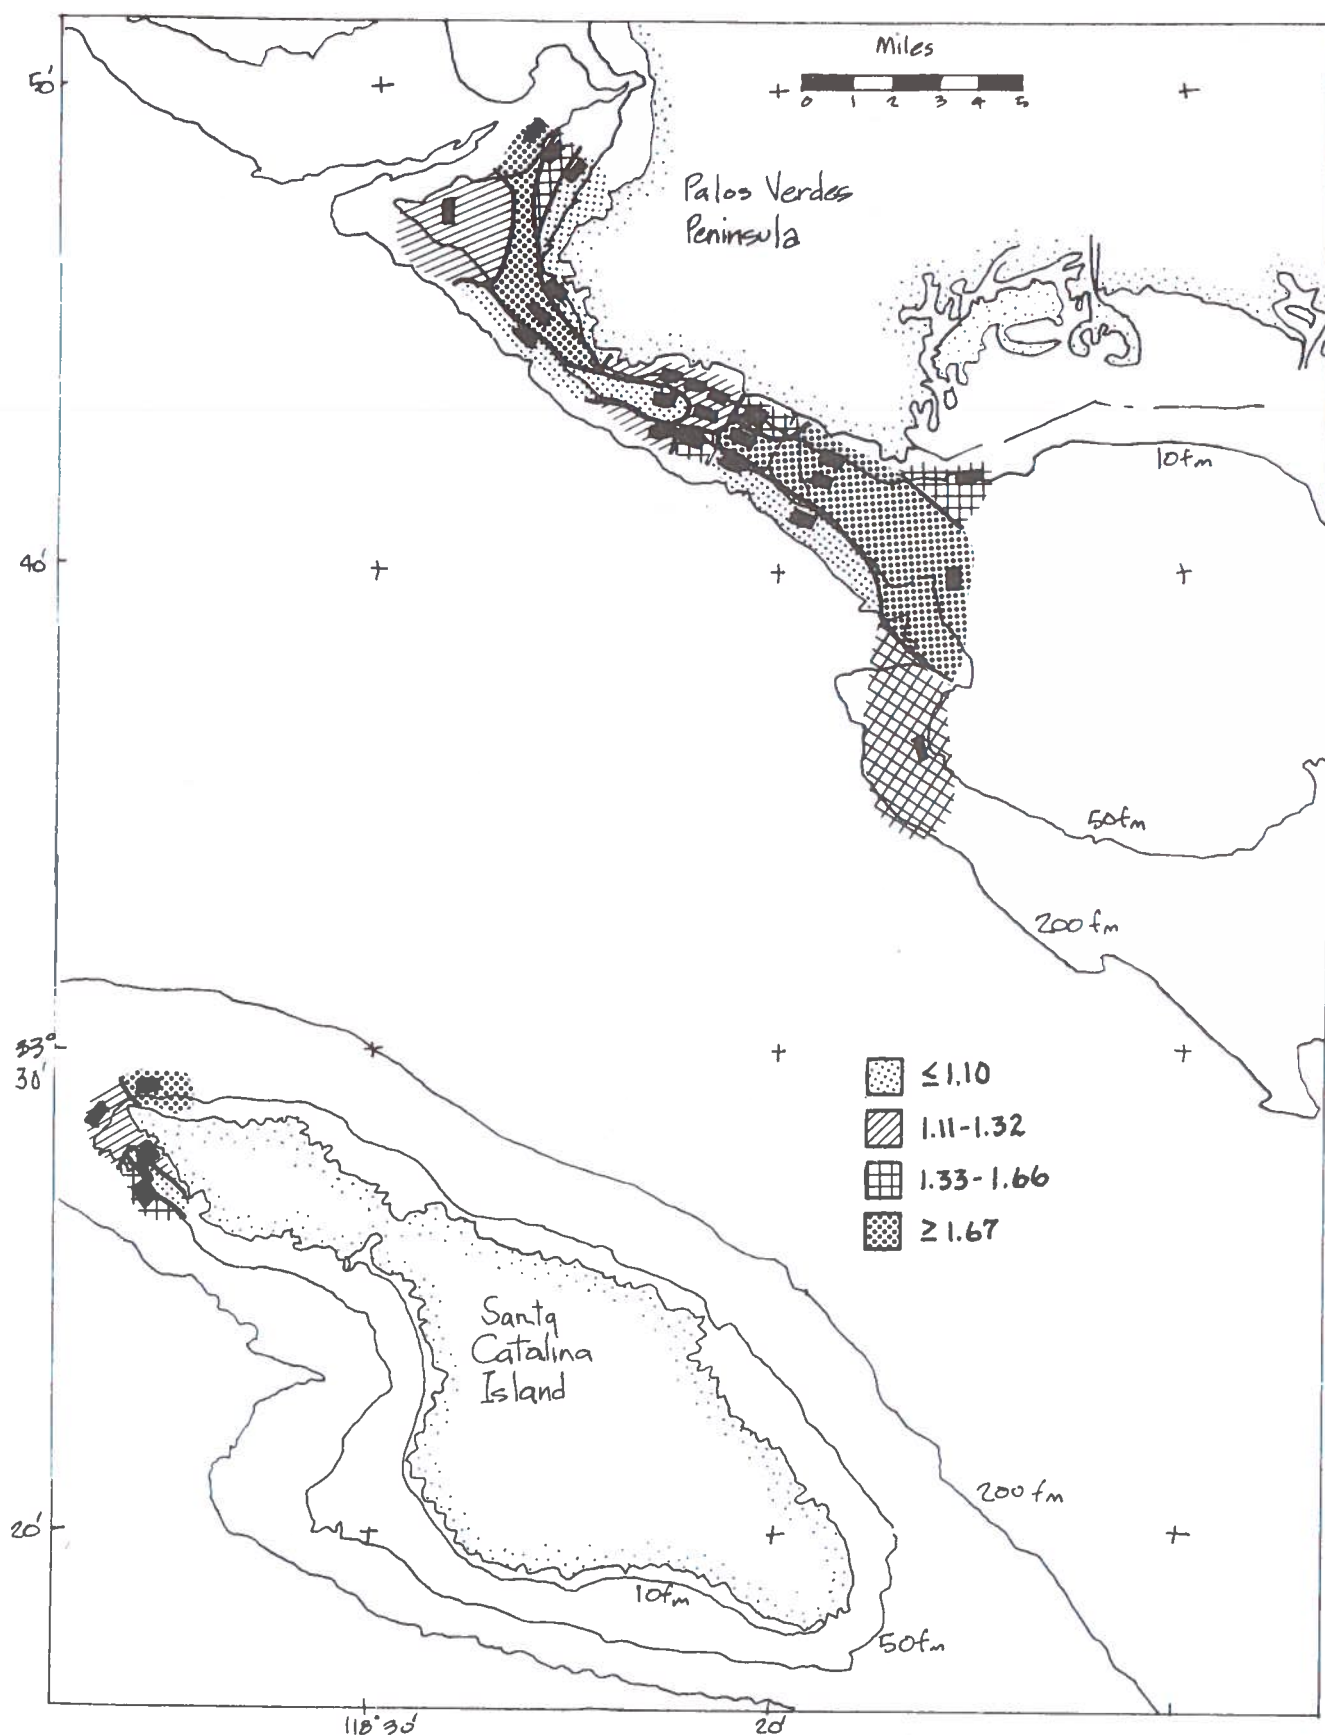 Miles
0 1 2 3 4 5
50'
Palos Verdes
Peninsula
10fm
40'
50fm
200 fm
33°
30'
≤1.10
1.11-1.32
1.33-1.66
≥1.67
Santa
Catalina
Island
200 fm
20'
10fm
50fm
118°30'
20'